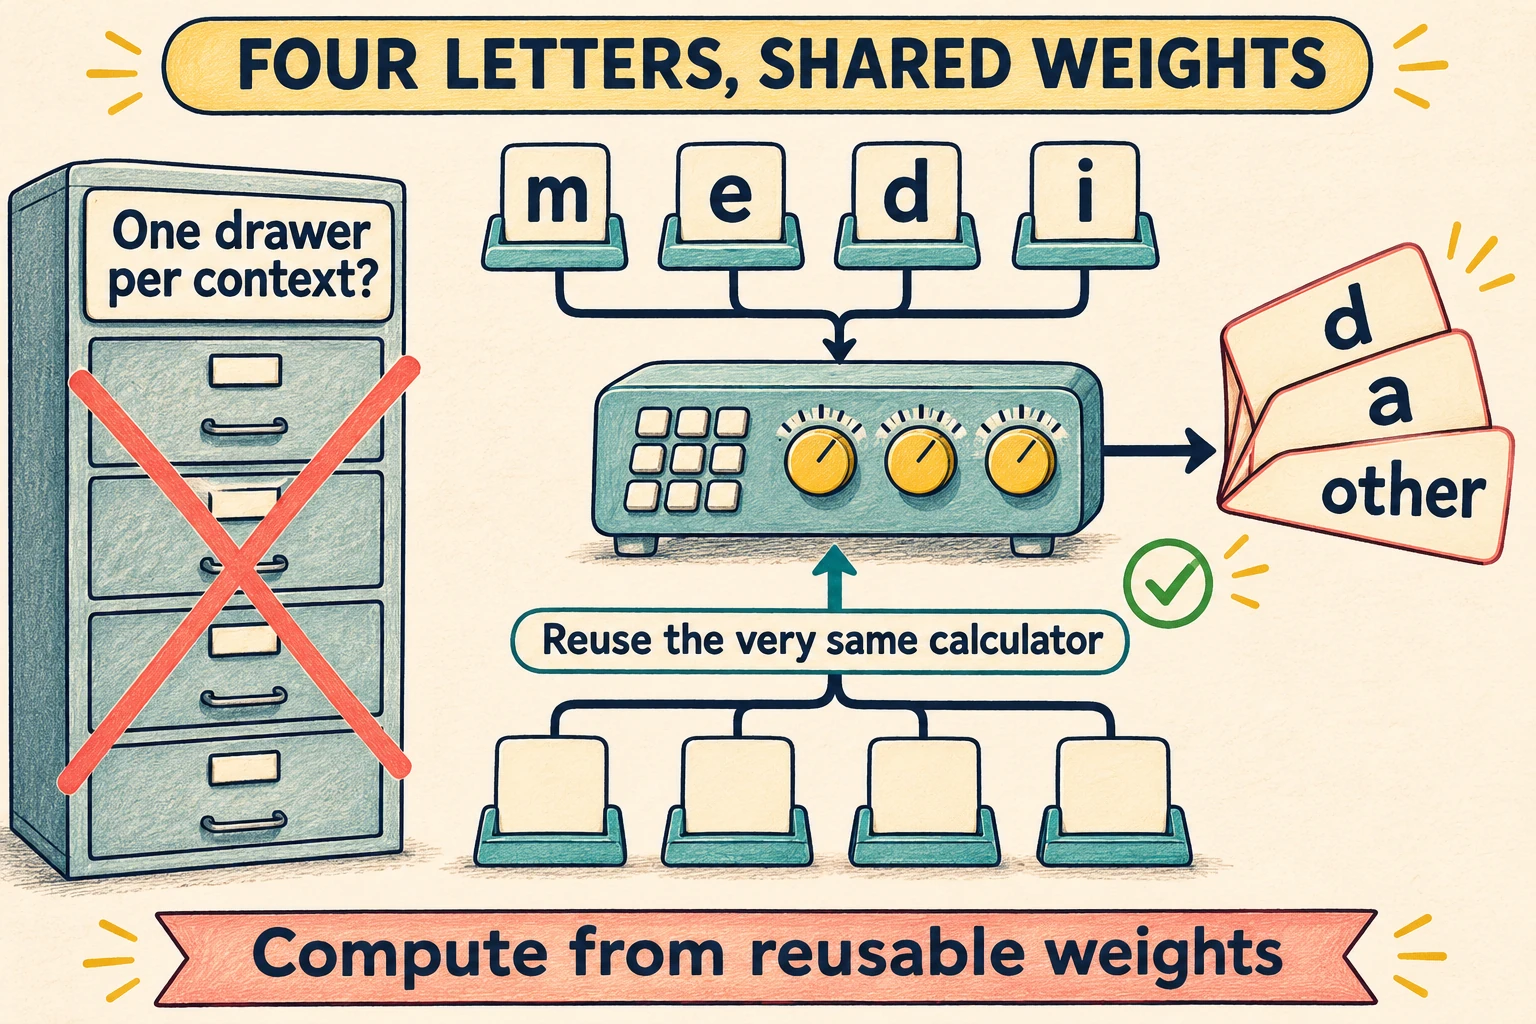 FOUR LETTERS, SHARED WEIGHTS
One drawer
per context?
m e d i
d
a
other
Reuse the very same calculator
Compute from reusable weights